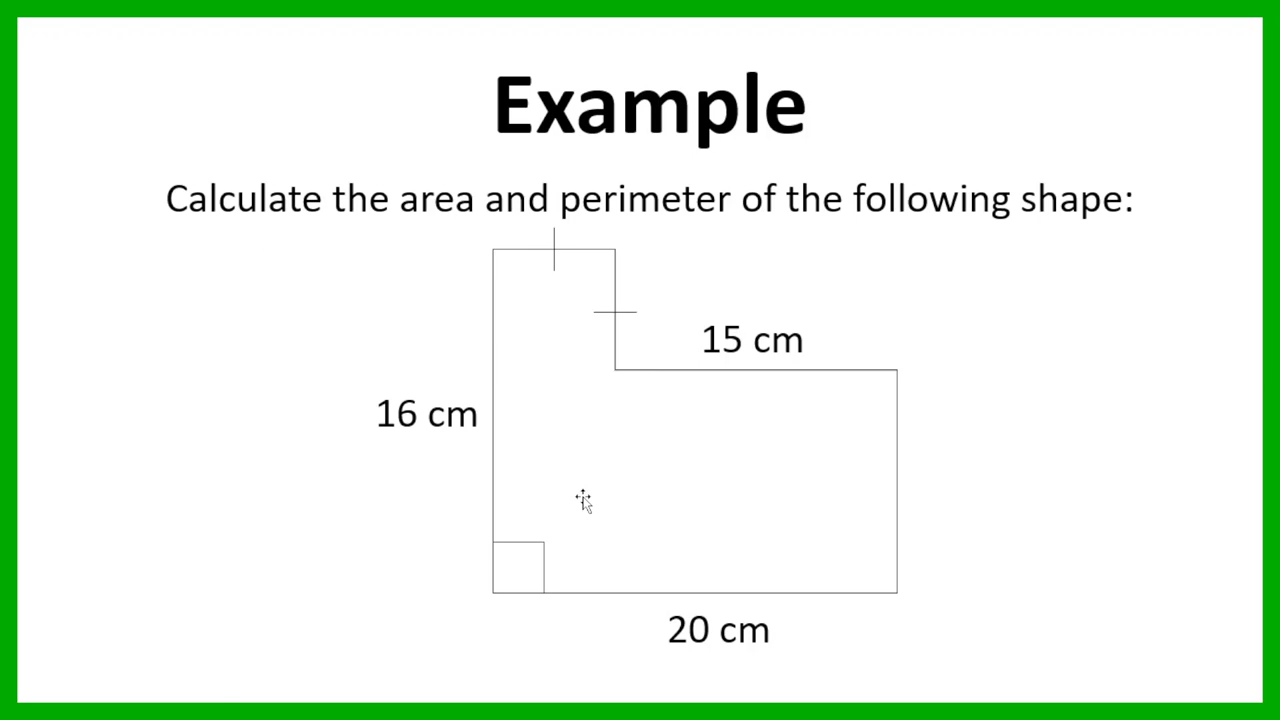 Example
Calculate the area and perimeter of the following shape:
15 cm
16 cm
20 cm